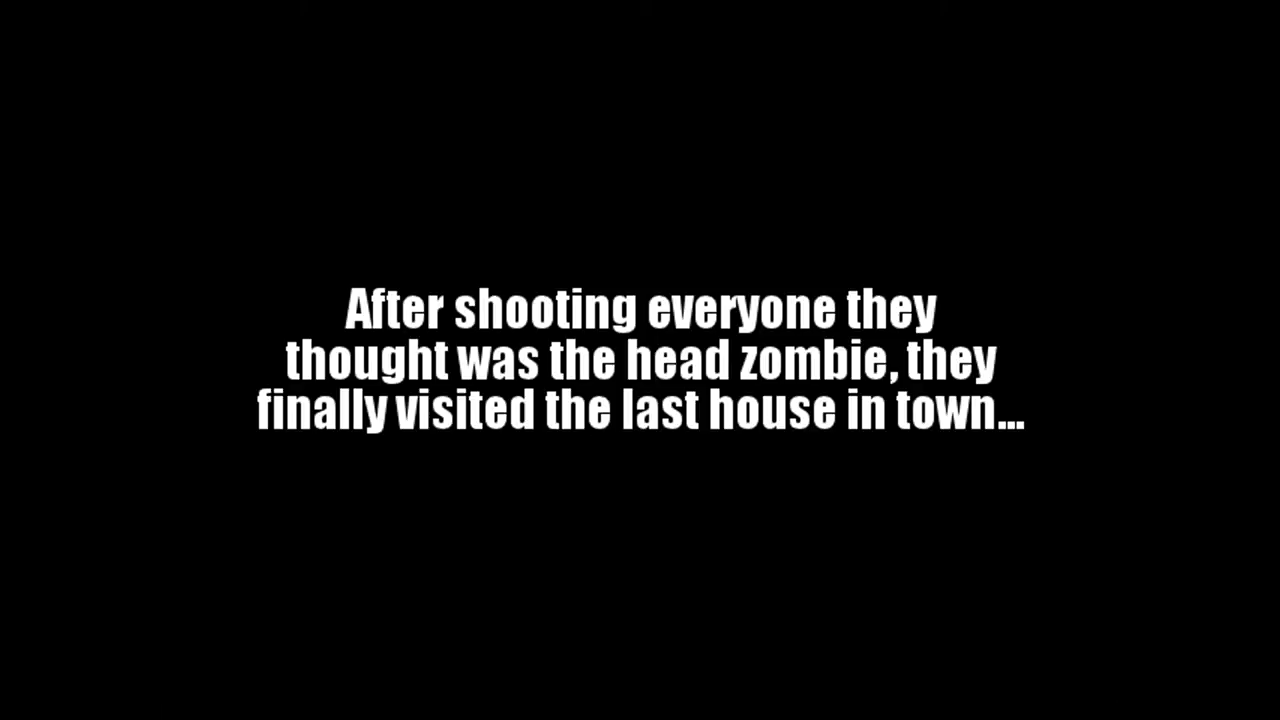 After shooting everyone they
thought was the head zombie, they
finally visited the last house in town...